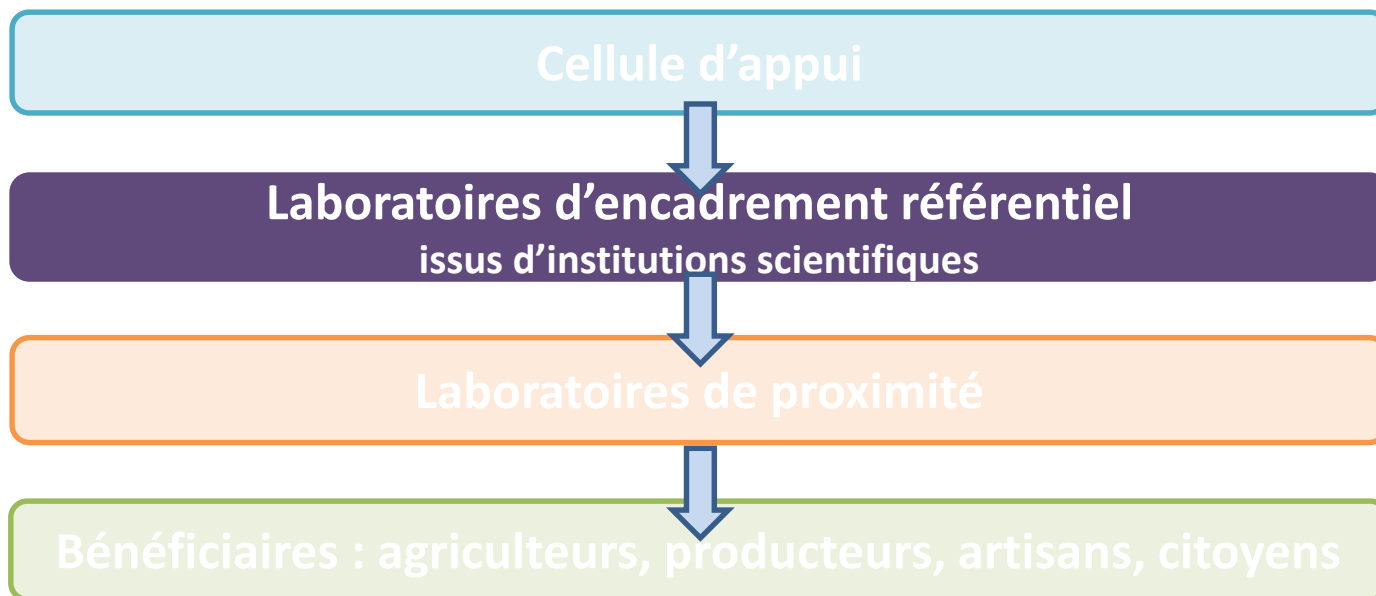 Cellule d’appui
Laboratoires d’encadrement référentiel
issus d’institutions scientifiques
Laboratoires de proximité
Bénéficiaires : agriculteurs, producteurs, artisans, citoyens